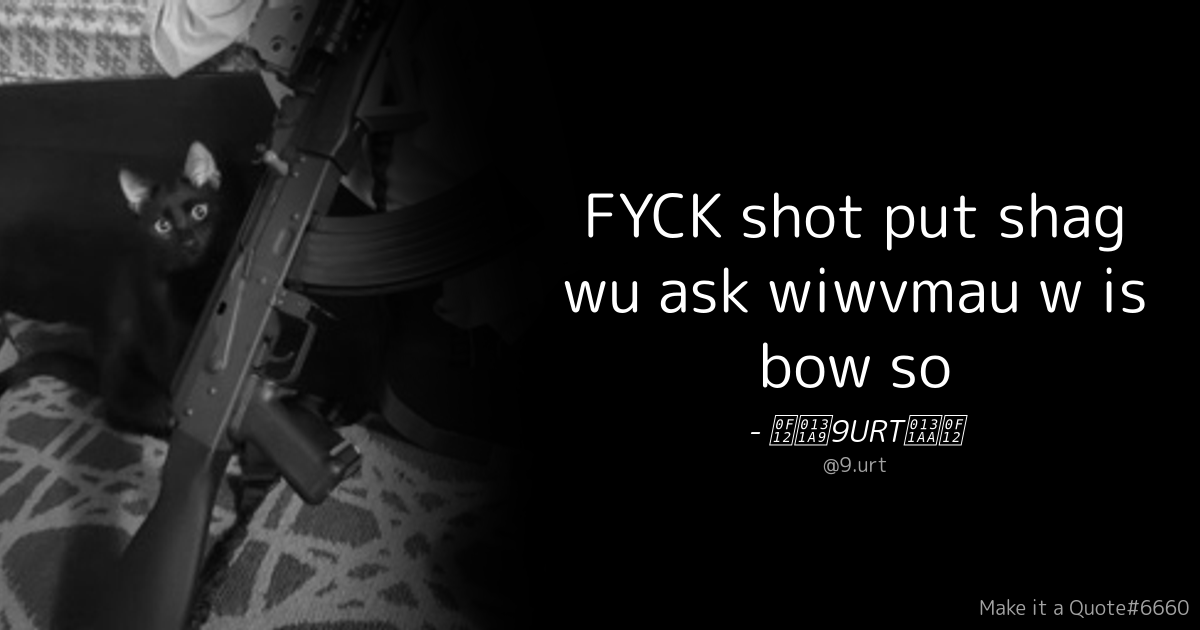 FYCK shot put shag
wu ask wiwvmau w is
bow so
- 9URT
@9.urt
Make it a Quote#6660